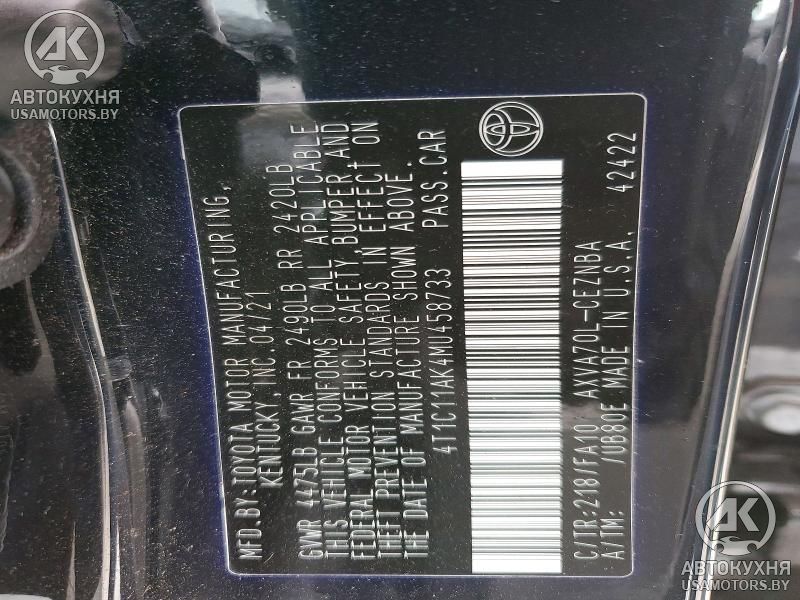 AK
АВТОКУХНЯ
USAMOTORS.BY
MFD.BY:TOYOTA MOTOR MANUFACTURING,
KENTUCKY, INC. 04/21
GVWR 4475LB GAWR FR 2490LB RR 2420LB
THIS VEHICLE CONFORMS TO ALL APPLICABLE
FEDERAL MOTOR VEHICLE SAFETY, BUMPER, AND
THEFT PREVENTION STANDARDS IN EFFECT ON
THE DATE OF MANUFACTURE SHOWN ABOVE.
4T1C11AK4MU458733 PASS.CAR
C/TR:218/FA10 AXVA70L-CEZNBA
A/TM: /UB80E MADE IN U.S.A. 42422
AK
АВТОКУХНЯ
USAMOTORS.BY